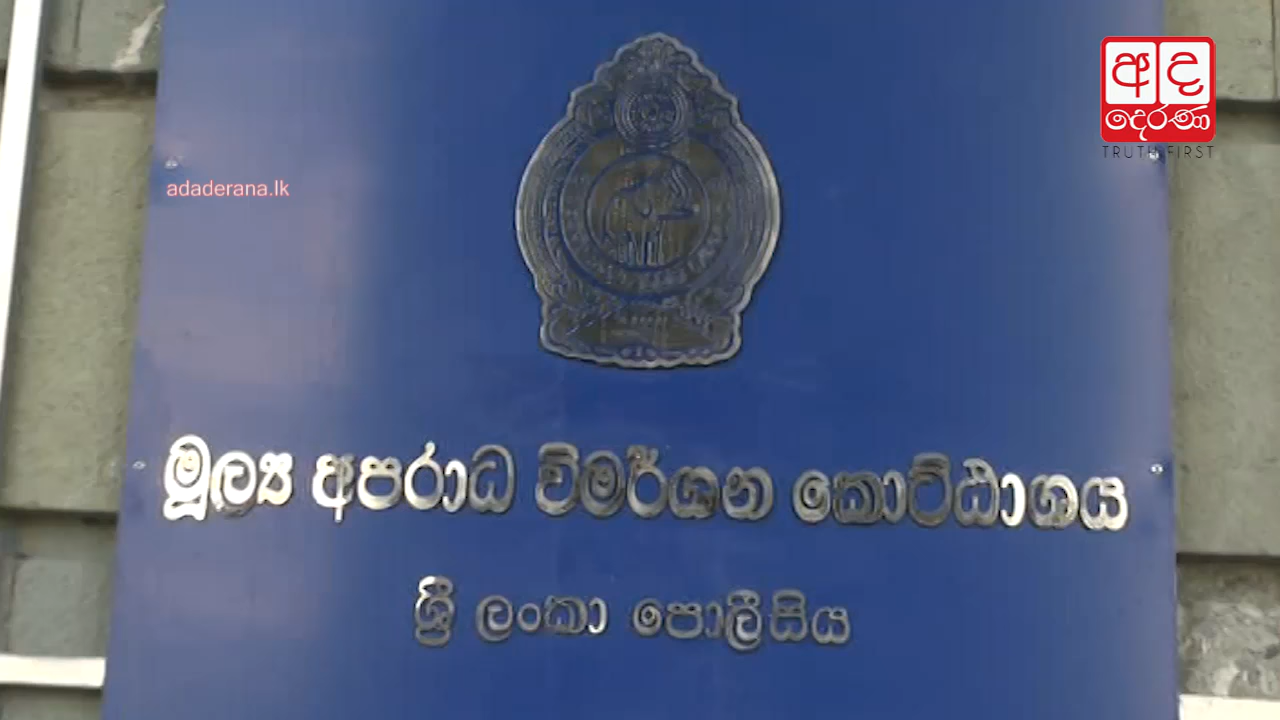 අද
දෙරණ
TRUTH FIRST
adaderana.lk
මූල්‍ය අපරාධ විමර්ශන කොට්ඨාශය
ශ්‍රී ලංකා පොලීසිය